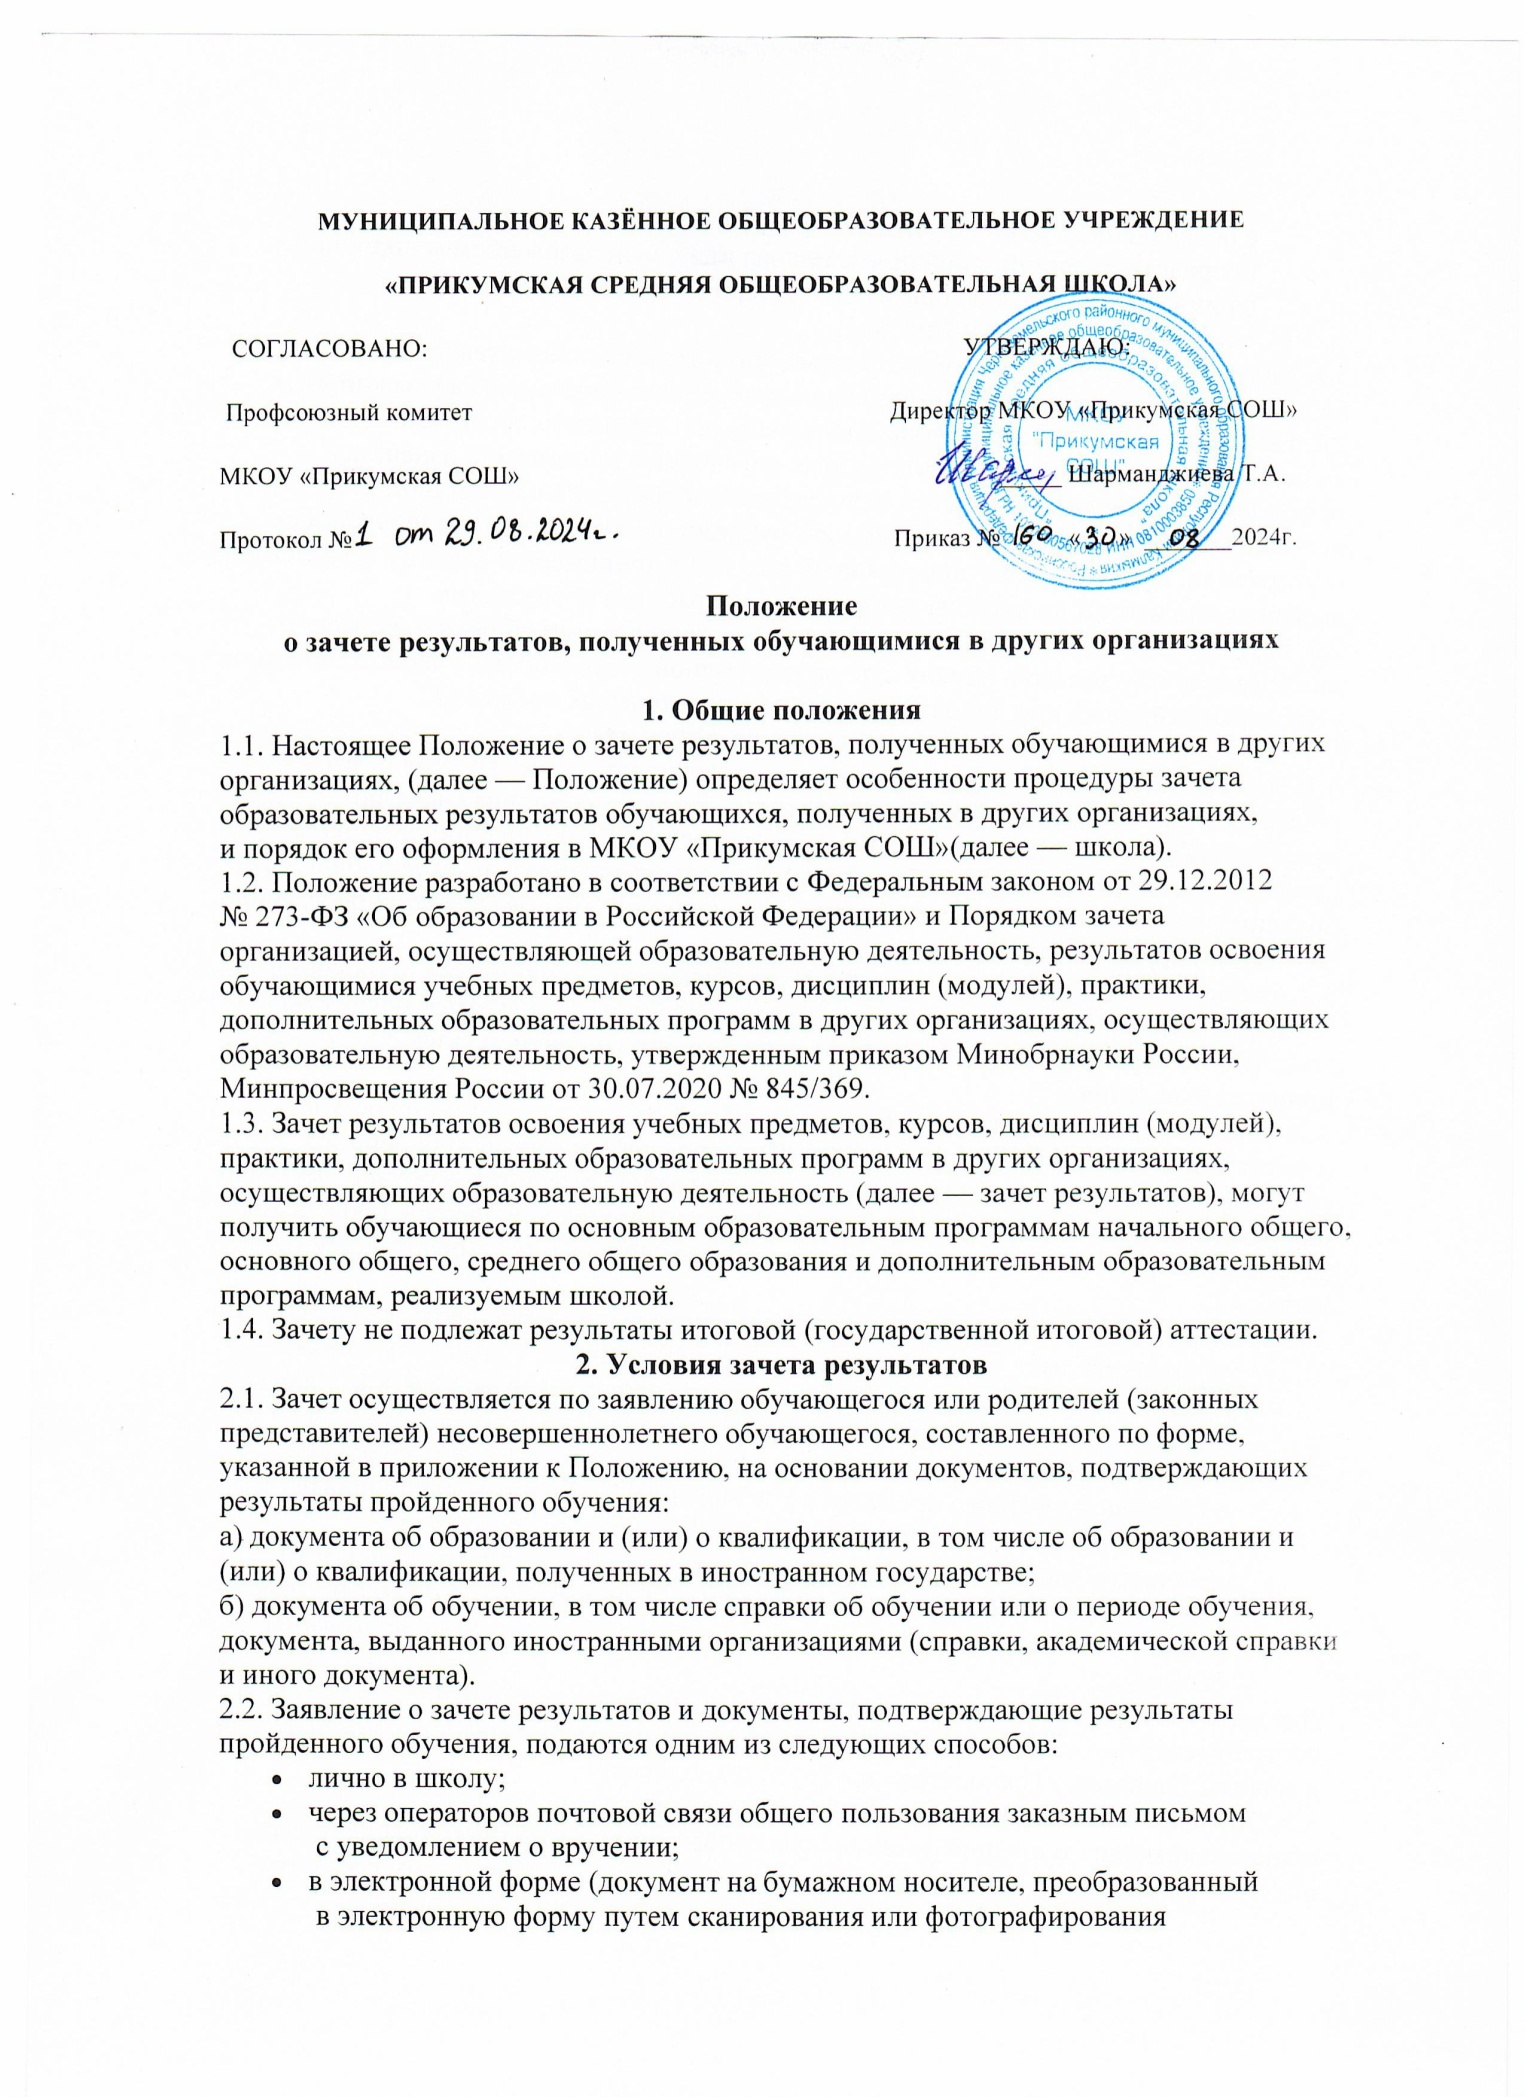 МУНИЦИПАЛЬНОЕ КАЗЁННОЕ ОБЩЕОБРАЗОВАТЕЛЬНОЕ УЧРЕЖДЕНИЕ
«ПРИКУМСКАЯ СРЕДНЯЯ ОБЩЕОБРАЗОВАТЕЛЬНАЯ ШКОЛА»
СОГЛАСОВАНО: УТВЕРЖДАЮ:
Профсоюзный комитет Директор МКОУ «Прикумская СОШ»
МКОУ «Прикумская СОШ» _____ Шарманджиева Т.А.
Протокол №1 от 29.08.2024г. Приказ № 160 «30» 08 2024г.
МКОУ
"Прикумская
СОШ"
Положение
о зачете результатов, полученных обучающимися в других организациях
1. Общие положения
1.1. Настоящее Положение о зачете результатов, полученных обучающимися в других
организациях, (далее — Положение) определяет особенности процедуры зачета
образовательных результатов обучающихся, полученных в других организациях,
и порядок его оформления в МКОУ «Прикумская СОШ»(далее — школа).
1.2. Положение разработано в соответствии с Федеральным законом от 29.12.2012
№ 273-ФЗ «Об образовании в Российской Федерации» и Порядком зачета
организацией, осуществляющей образовательную деятельность, результатов освоения
обучающимися учебных предметов, курсов, дисциплин (модулей), практики,
дополнительных образовательных программ в других организациях, осуществляющих
образовательную деятельность, утвержденным приказом Минобрнауки России,
Минпросвещения России от 30.07.2020 № 845/369.
1.3. Зачет результатов освоения учебных предметов, курсов, дисциплин (модулей),
практики, дополнительных образовательных программ в других организациях,
осуществляющих образовательную деятельность (далее — зачет результатов), могут
получить обучающиеся по основным образовательным программам начального общего,
основного общего, среднего общего образования и дополнительным образовательным
программам, реализуемым школой.
1.4. Зачету не подлежат результаты итоговой (государственной итоговой) аттестации.
2. Условия зачета результатов
2.1. Зачет осуществляется по заявлению обучающегося или родителей (законных
представителей) несовершеннолетнего обучающегося, составленного по форме,
указанной в приложении к Положению, на основании документов, подтверждающих
результаты пройденного обучения:
а) документа об образовании и (или) о квалификации, в том числе об образовании и
(или) о квалификации, полученных в иностранном государстве;
б) документа об обучении, в том числе справки об обучении или о периоде обучения,
документа, выданного иностранными организациями (справки, академической справки
и иного документа).
2.2. Заявление о зачете результатов и документы, подтверждающие результаты
пройденного обучения, подаются одним из следующих способов:
• лично в школу;
• через операторов почтовой связи общего пользования заказным письмом
с уведомлением о вручении;
• в электронной форме (документ на бумажном носителе, преобразованный
в электронную форму путем сканирования или фотографирования